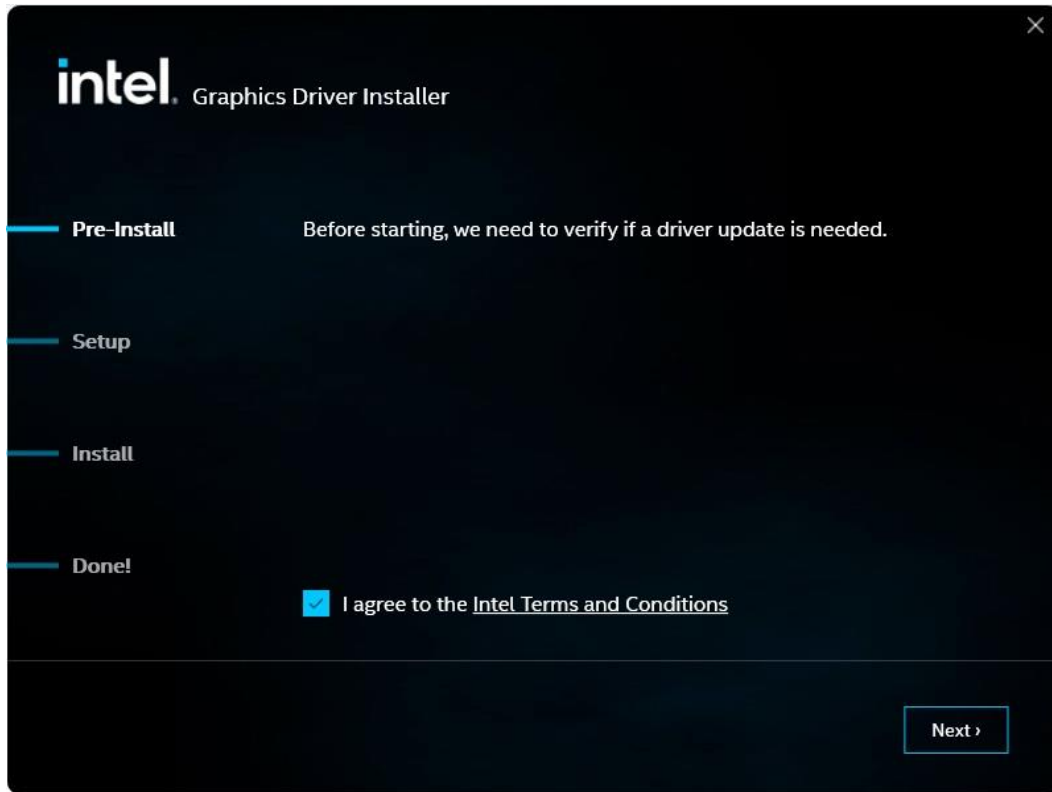 intel. Graphics Driver Installer
Pre-Install
Before starting, we need to verify if a driver update is needed.
Setup
Install
Done!
I agree to the Intel Terms and Conditions
Next ›